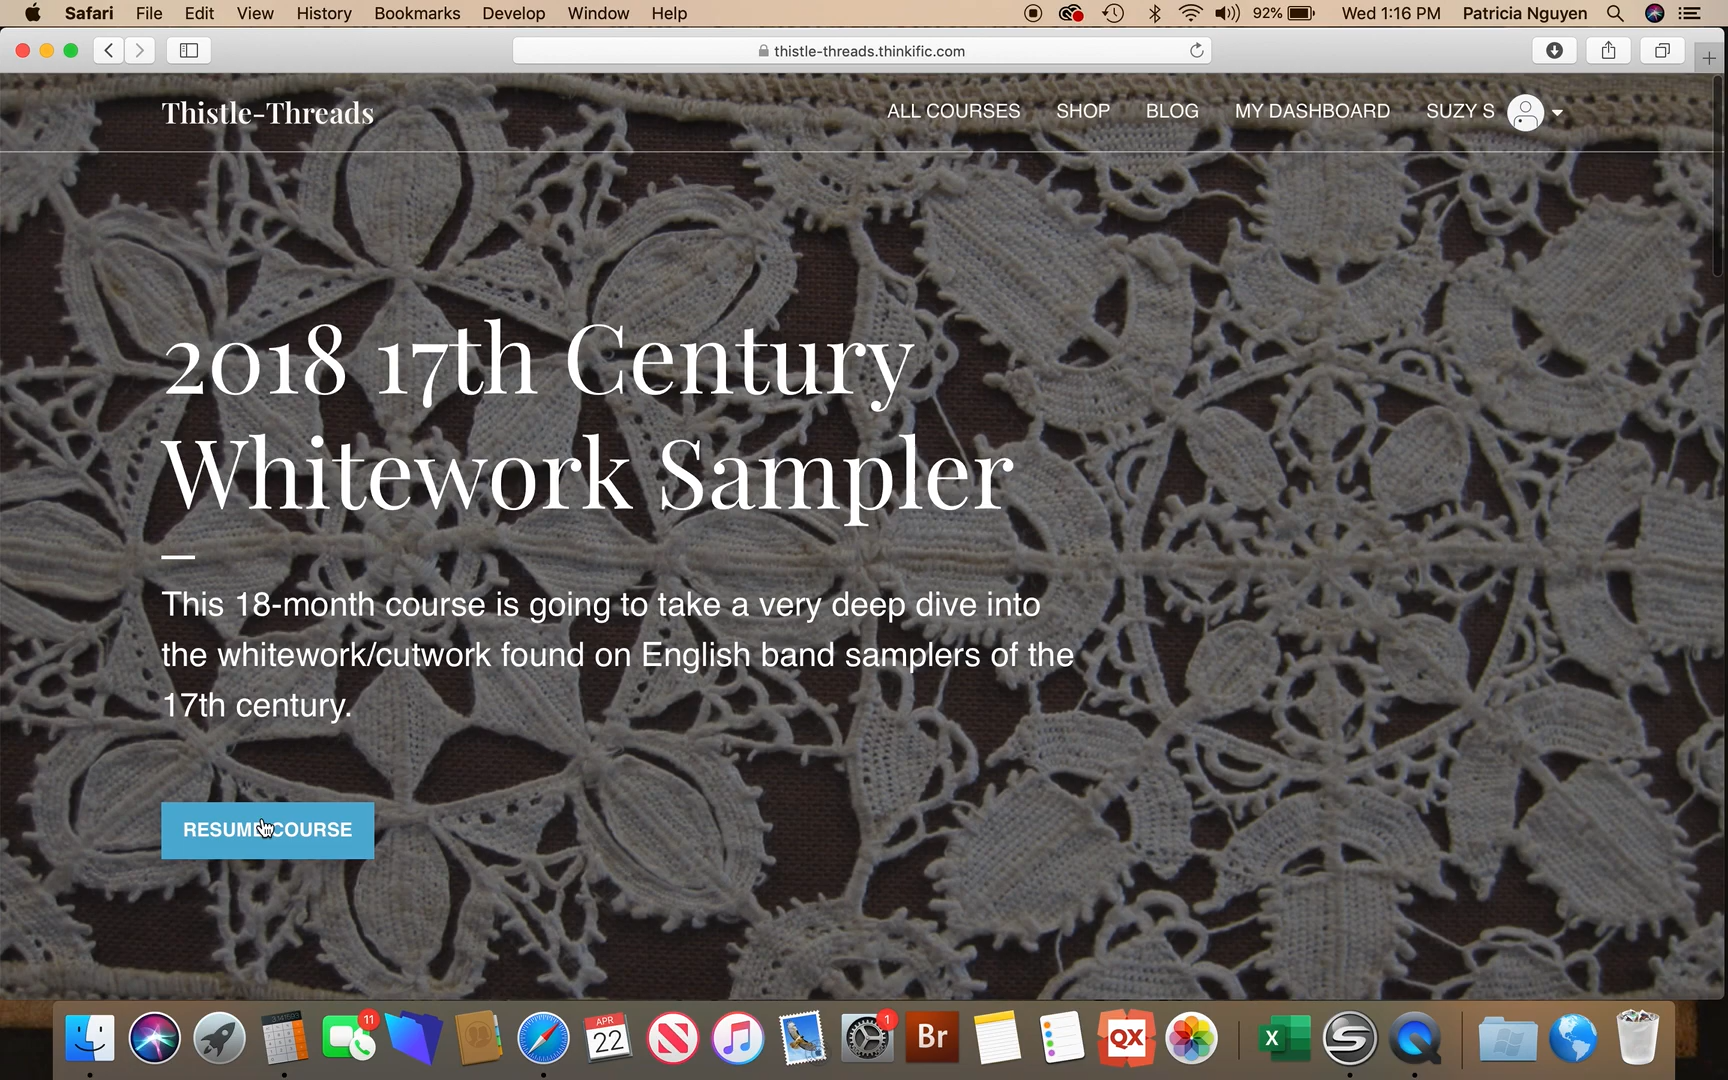 Safari File Edit View History Bookmarks Develop Window Help 92% Wed 1:16 PM Patricia Nguyen
thistle-threads.thinkific.com
Thistle-Threads ALL COURSES SHOP BLOG MY DASHBOARD SUZY S
2018 17th Century
Whitework Sampler
This 18-month course is going to take a very deep dive into
the whitework/cutwork found on English band samplers of the
17th century.
RESUME COURSE
11
APR
22
1
Br
QX
X
S